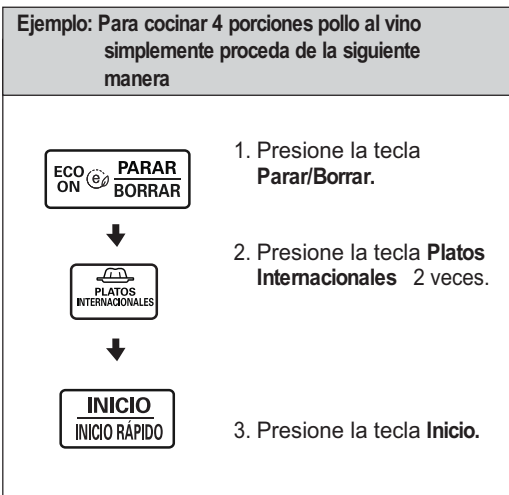 Ejemplo: Para cocinar 4 porciones pollo al vino
simplemente proceda de la siguiente
manera
ECO ON e PARAR
BORRAR
1. Presione la tecla
Parar/Borrar.
PLATOS
INTERNACIONALES
2. Presione la tecla Platos
Internacionales 2 veces.
INICIO
INICIO RÁPIDO
3. Presione la tecla Inicio.